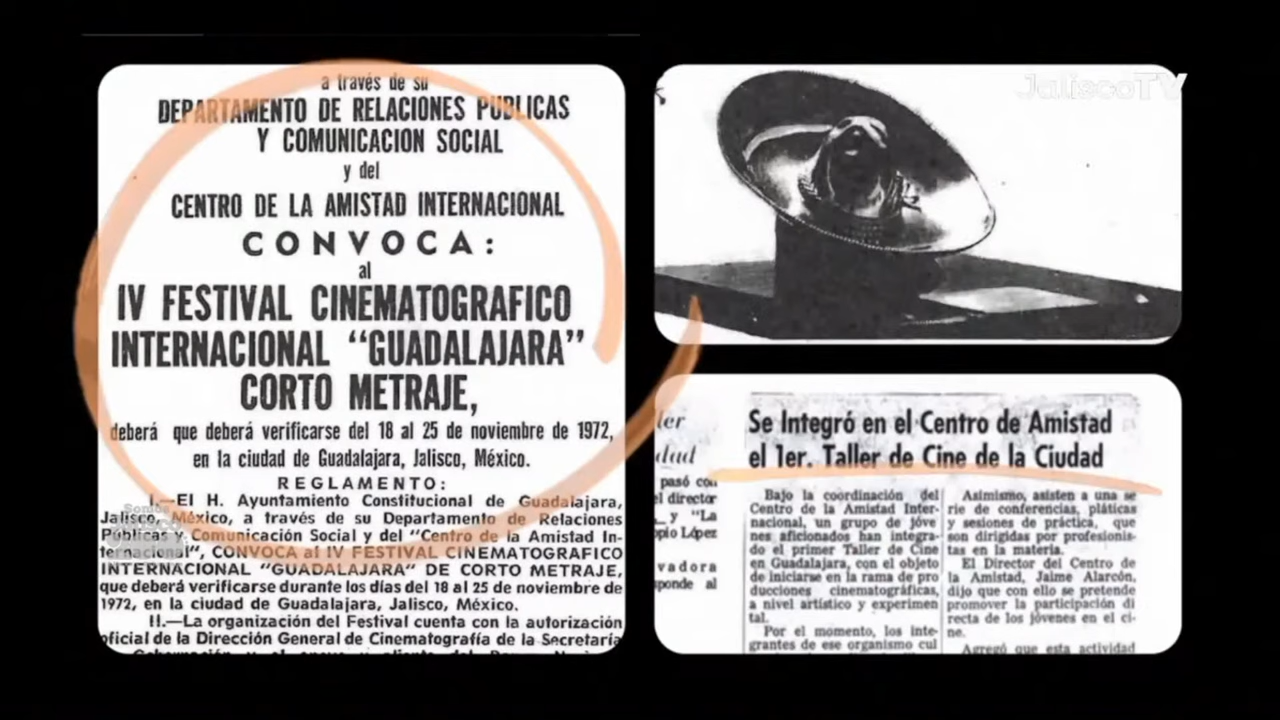 a través de su
DEPARTAMENTO DE RELACIONES PUBLICAS
Y COMUNICACION SOCIAL
y del
CENTRO DE LA AMISTAD INTERNACIONAL
CONVOCA:
al
IV FESTIVAL CINEMATOGRAFICO
INTERNACIONAL “GUADALAJARA”
CORTO METRAJE,
deberá que deberá verificarse del 18 al 25 de noviembre de 1972,
en la ciudad de Guadalajara, Jalisco, México.
REGLAMENTO:
I.—El H. Ayuntamiento Constitucional de Guadalajara,
Jalisco, México, a través de su Departamento de Relaciones
Públicas y Comunicación Social y del “Centro de la Amistad In-
ternacional”, CONVOCA al IV FESTIVAL CINEMATOGRAFICO
INTERNACIONAL “GUADALAJARA” DE CORTO METRAJE,
que deberá verificarse durante los días del 18 al 25 de noviembre de
1972, en la ciudad de Guadalajara, Jalisco, México.
II.—La organización del Festival cuenta con la autorización
oficial de la Dirección General de Cinematografía de la Secretaría
JaliscoTV
ler
dad
pasó con
el director
y "La
opio López
vadora
sponde al
Se Integró en el Centro de Amistad
el 1er. Taller de Cine de la Ciudad
Bajo la coordinación del
Centro de la Amistad Inter-
nacional, un grupo de jóve
nes aficionados han integra-
do el primer Taller de Cine
en Guadalajara, con el objeto
de iniciarse en la rama de pro
ducciones cinematográficas,
a nivel artístico y experimen
tal.
Por el momento, los inte-
grantes de ese organismo cul
Asimismo, asisten a una se
rie de conferencias, pláticas
y sesiones de práctica, que
son dirigidas por profesionis-
tas en la materia.
El Director del Centro de
la Amistad, Jaime Alarcón,
dijo que con ello se pretende
promover la participación di
recta de los jóvenes en el ci-
ne.
Agregó que esta actividad